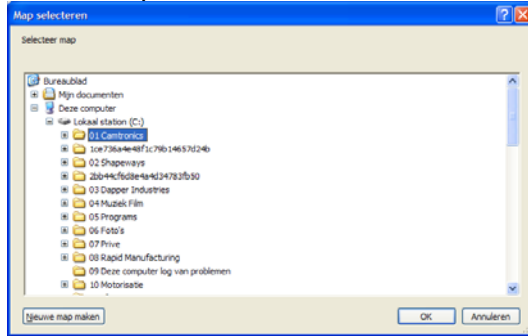 Map selecteren
Selecteer map
Bureaublad
Mijn documenten
Deze computer
Lokaal station (C:)
01 Camtronics
1ce736a4e48f1c79b14657d24b
02 Shapeways
2bb44cf6d8e4a4d34783fb50
03 Dapper Industries
04 Muziek Film
05 Programs
06 Foto's
07 Prive
08 Rapid Manufacturing
09 Deze computer log van problemen
10 Motorisatie
Nieuwe map maken
OK
Annuleren